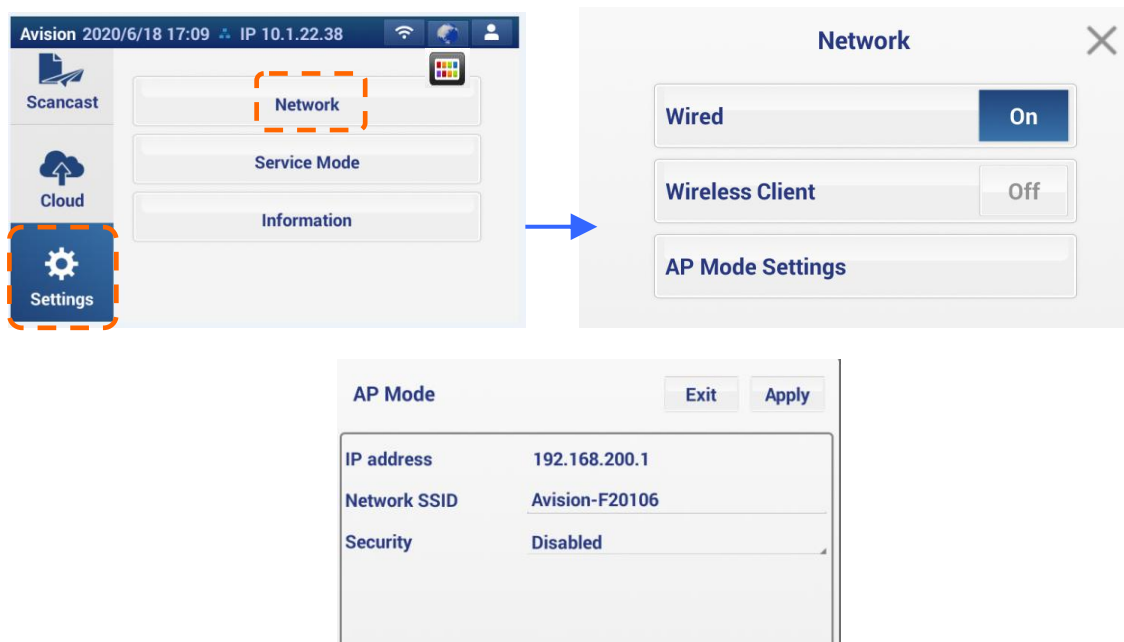 Avision 2020/6/18 17:09 IP 10.1.22.38
Scancast
Cloud
Settings
Network
Service Mode
Information
Network
Wired On
Wireless Client Off
AP Mode Settings
AP Mode Exit Apply
IP address 192.168.200.1
Network SSID Avision-F20106
Security Disabled